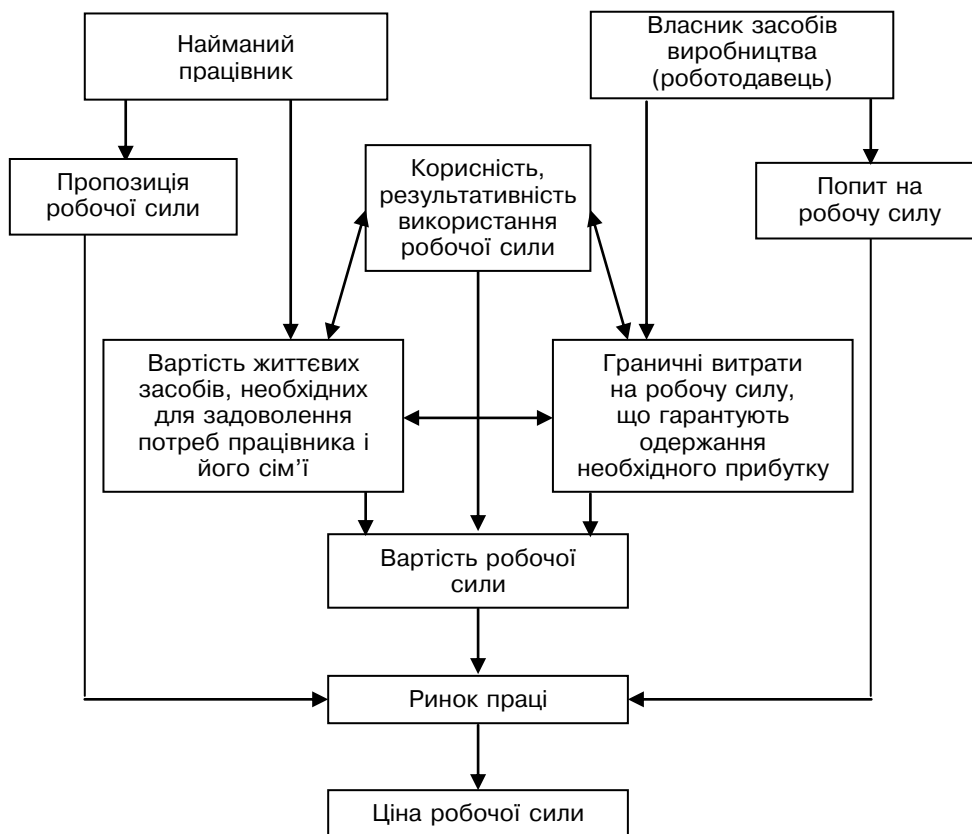 Найманий
працівник
Власник засобів
виробництва
(роботодавець)
Пропозиція
робочої сили
Корисність,
результативність
використання
робочої сили
Попит на
робочу силу
Вартість життєвих
засобів, необхідних
для задоволення
потреб працівника і
його сім’ї
Граничні витрати
на робочу силу,
що гарантують
одержання
необхідного прибутку
Вартість робочої
сили
Ринок праці
Ціна робочої сили